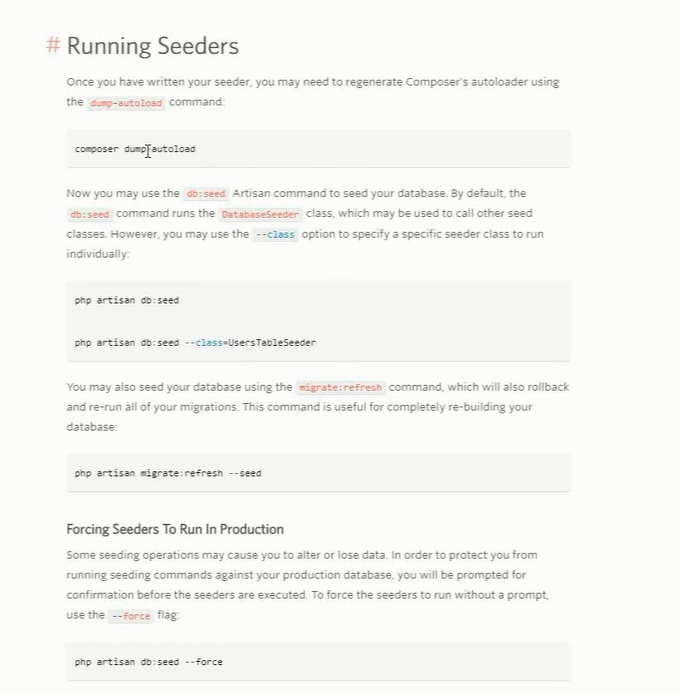 # Running Seeders
Once you have written your seeder, you may need to regenerate Composer's autoloader using
the dump-autoload command:
composer dump-autoload
Now you may use the db:seed Artisan command to seed your database. By default, the
db:seed command runs the DatabaseSeeder class, which may be used to call other seed
classes. However, you may use the --class option to specify a specific seeder class to run
individually:
php artisan db:seed
php artisan db:seed --class=UsersTableSeeder
You may also seed your database using the migrate:refresh command, which will also rollback
and re-run all of your migrations. This command is useful for completely re-building your
database:
php artisan migrate:refresh --seed
Forcing Seeders To Run In Production
Some seeding operations may cause you to alter or lose data. In order to protect you from
running seeding commands against your production database, you will be prompted for
confirmation before the seeders are executed. To force the seeders to run without a prompt,
use the --force flag:
php artisan db:seed --force